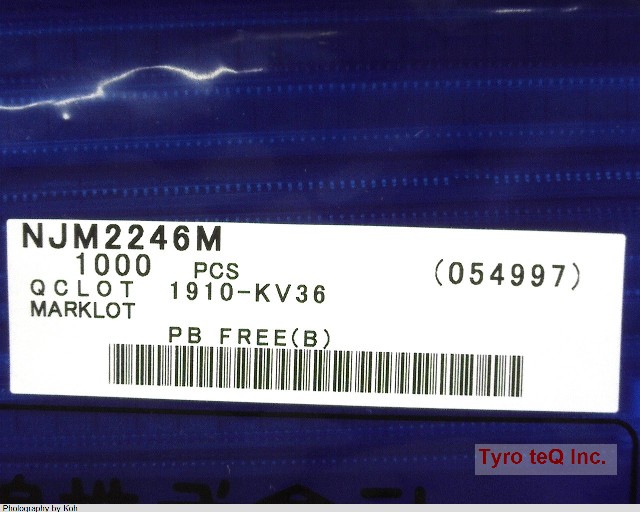 NJM2246M
1000 PCS
(054997)
QCLOT 1910-KV36
MARKLOT
PB FREE(B)
Tyro teQ Inc.
Photography by Koh